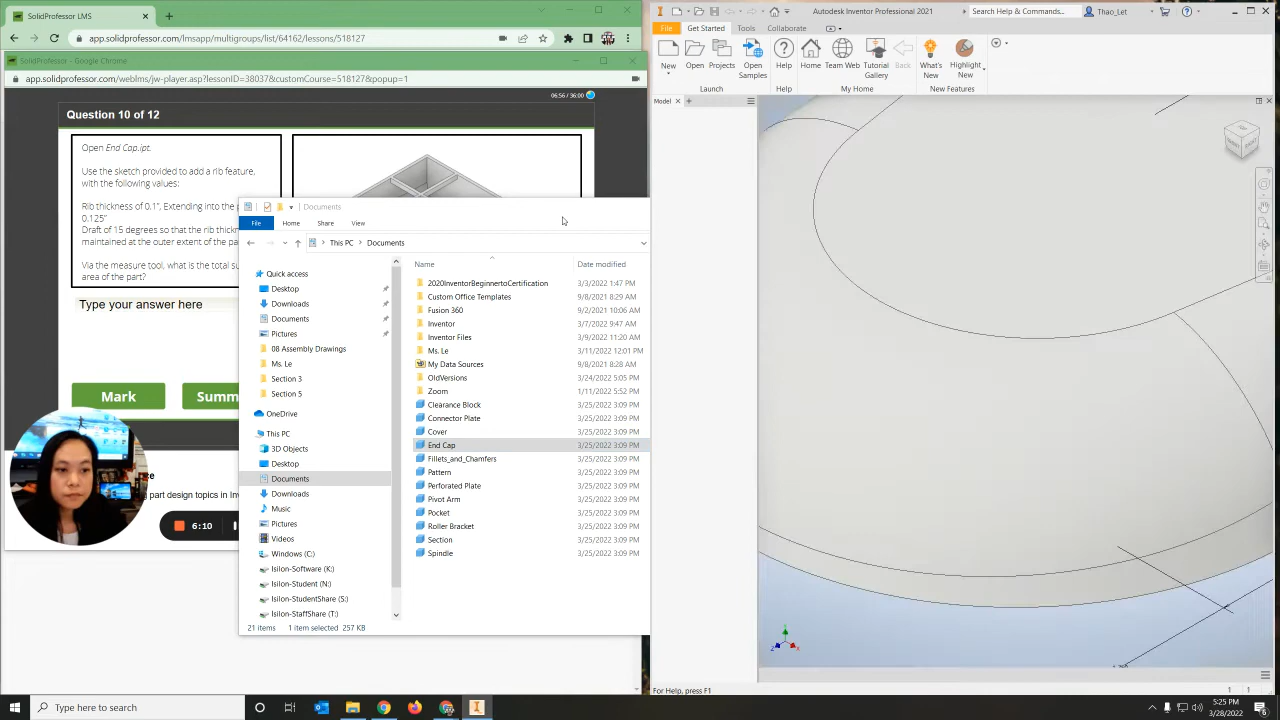 SolidProfessor LMS
app.solidprofessor.com/lmsapp/multigroups/list/64162/lessons/518127
SolidProfessor - Google Chrome
app.solidprofessor.com/weblms/jw-player.asp?lessonID=38037&customCourse=518127&popup=1
06:56 / 36:00
Question 10 of 12
Open End Cap.ipt.
Use the sketch provided to add a rib feature,
with the following values:
Rib thickness of 0.1", Extending into the p
0.125"
Draft of 15 degrees so that the rib thickn
maintained at the outer extent of the pa
Via the measure tool, what is the total su
area of the part?
Type your answer here
Mark
Summ
part design topics in Inv
6:10
Documents
File
Home
Share
View
This PC > Documents
Name
Date modified
Quick access
Desktop
Downloads
Documents
Pictures
08 Assembly Drawings
Ms. Le
Section 3
Section 5
OneDrive
This PC
3D Objects
Desktop
Documents
Downloads
Music
Pictures
Videos
Windows (C:)
Isilon-Software (K:)
Isilon-Student (N:)
Isilon-StudentShare (S:)
Isilon-StaffShare (T:)
2020InventorBeginnertoCertification 3/3/2022 1:47 PM
Custom Office Templates 9/8/2021 8:29 AM
Fusion 360 9/2/2021 10:06 AM
Inventor 3/7/2022 9:47 AM
Inventor Files 3/9/2022 11:20 AM
Ms. Le 3/11/2022 12:01 PM
My Data Sources 9/8/2021 8:28 AM
OldVersions 3/24/2022 5:05 PM
Zoom 1/11/2022 5:52 PM
Clearance Block 3/25/2022 3:09 PM
Connector Plate 3/25/2022 3:09 PM
Cover 3/25/2022 3:09 PM
End Cap 3/25/2022 3:09 PM
Fillets_and_Chamfers 3/25/2022 3:09 PM
Pattern 3/25/2022 3:09 PM
Perforated Plate 3/25/2022 3:09 PM
Pivot Arm 3/25/2022 3:09 PM
Pocket 3/25/2022 3:09 PM
Roller Bracket 3/25/2022 3:09 PM
Section 3/25/2022 3:09 PM
Spindle 3/25/2022 3:09 PM
21 items 1 item selected 257 KB
Autodesk Inventor Professional 2021
Search Help & Commands...
Thao_Let
File
Get Started
Tools
Collaborate
New
Open
Projects
Open
Samples
Help
Home
Team Web
Tutorial
Gallery
Back
What's
New
Highlight
New
Launch
Help
My Home
New Features
Model
For Help, press F1
1 1
Type here to search
5:25 PM
3/28/2022
6